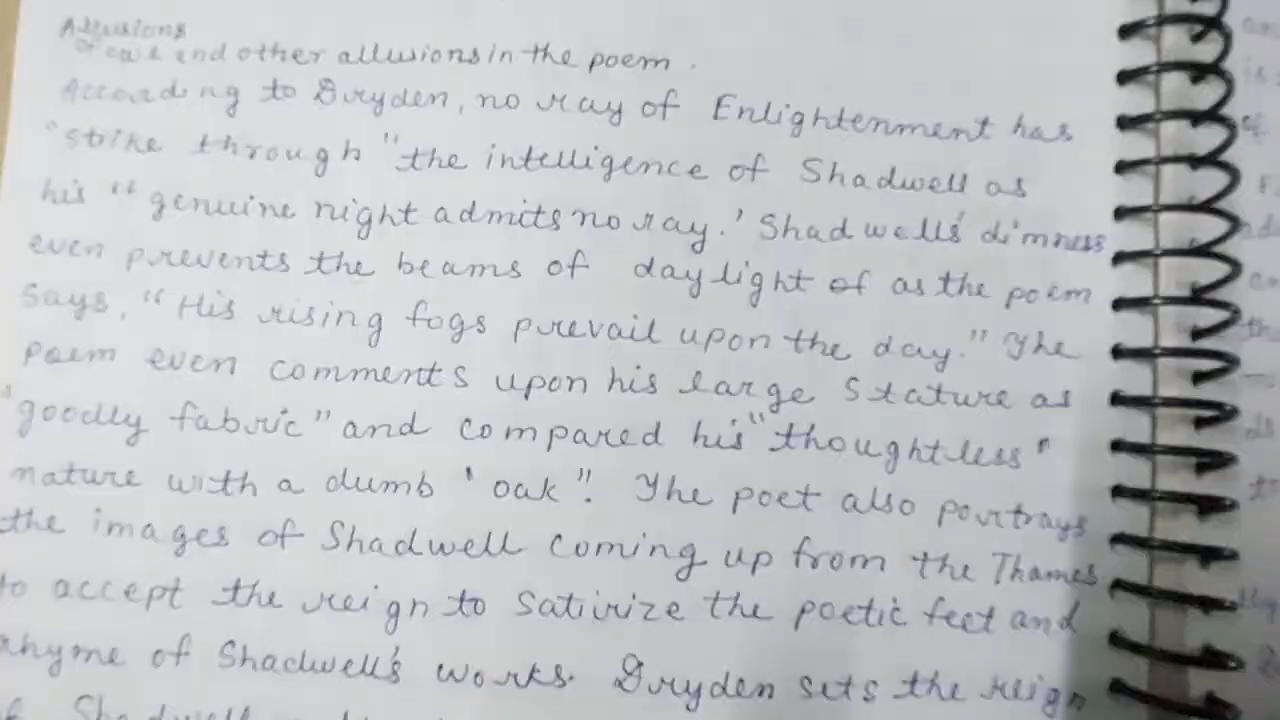 Allusions
and other allusions in the poem.
According to Dryden, no ray of Enlightenment has
"strike through" the intelligence of Shadwell as
his "genuine night admits no ray.' Shadwell's dimness
even prevents the beams of daylight of as the poem
says, "His rising fogs prevail upon the day." The
poem even comments upon his large stature as
"goodly fabric" and compared his "thoughtless"
nature with a dumb 'oak". The poet also portrays
the images of Shadwell coming up from the Thames
to accept the reign to satirize the poetic feet and
rhyme of Shadwell's works. Dryden sets the reign
of Shadwell